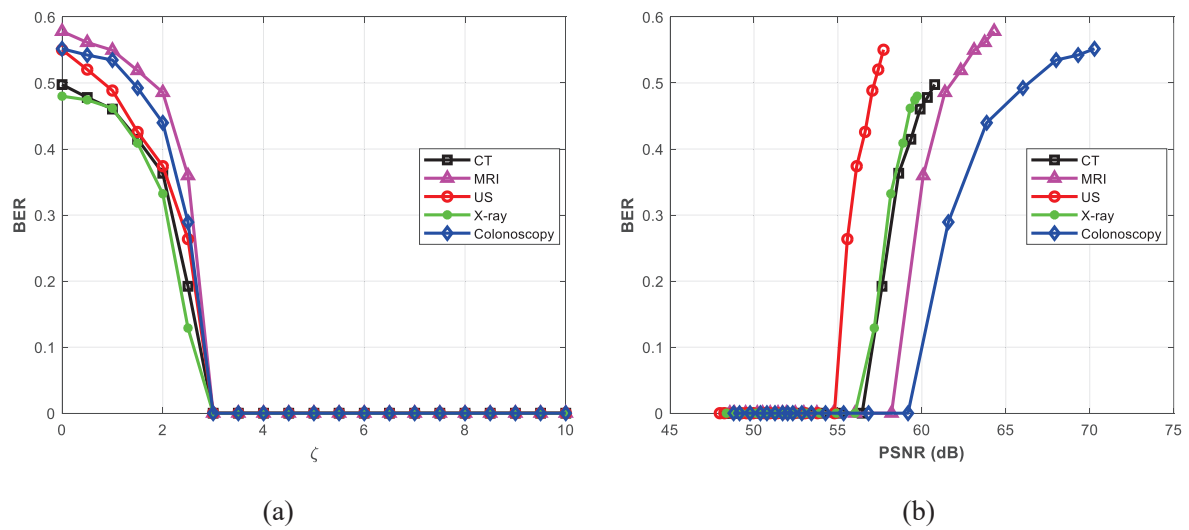 0.6
0.5
0.4
0.3
0.2
0.1
0
BER
0 2 4 6 8 10
ζ
CT
MRI
US
X-ray
Colonoscopy
(a)
0.6
0.5
0.4
0.3
0.2
0.1
0
BER
45 50 55 60 65 70 75
PSNR (dB)
CT
MRI
US
X-ray
Colonoscopy
(b)